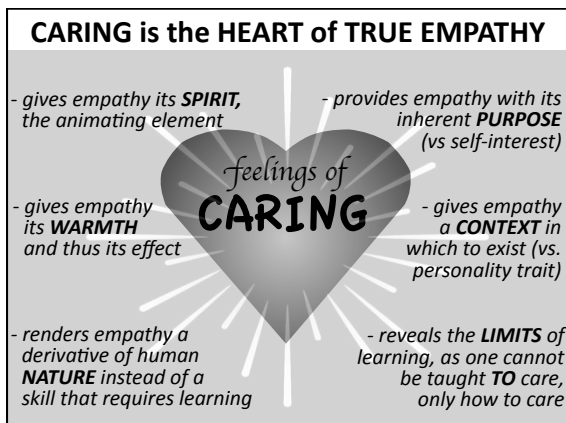 CARING is the HEART of TRUE EMPATHY
- gives empathy its SPIRIT,
the animating element
- provides empathy with its
inherent PURPOSE
(vs self-interest)
feelings of
CARING
- gives empathy
its WARMTH
and thus its effect
- gives empathy
a CONTEXT in
which to exist (vs.
personality trait)
- renders empathy a
derivative of human
NATURE instead of a
skill that requires learning
- reveals the LIMITS of
learning, as one cannot
be taught TO care,
only how to care